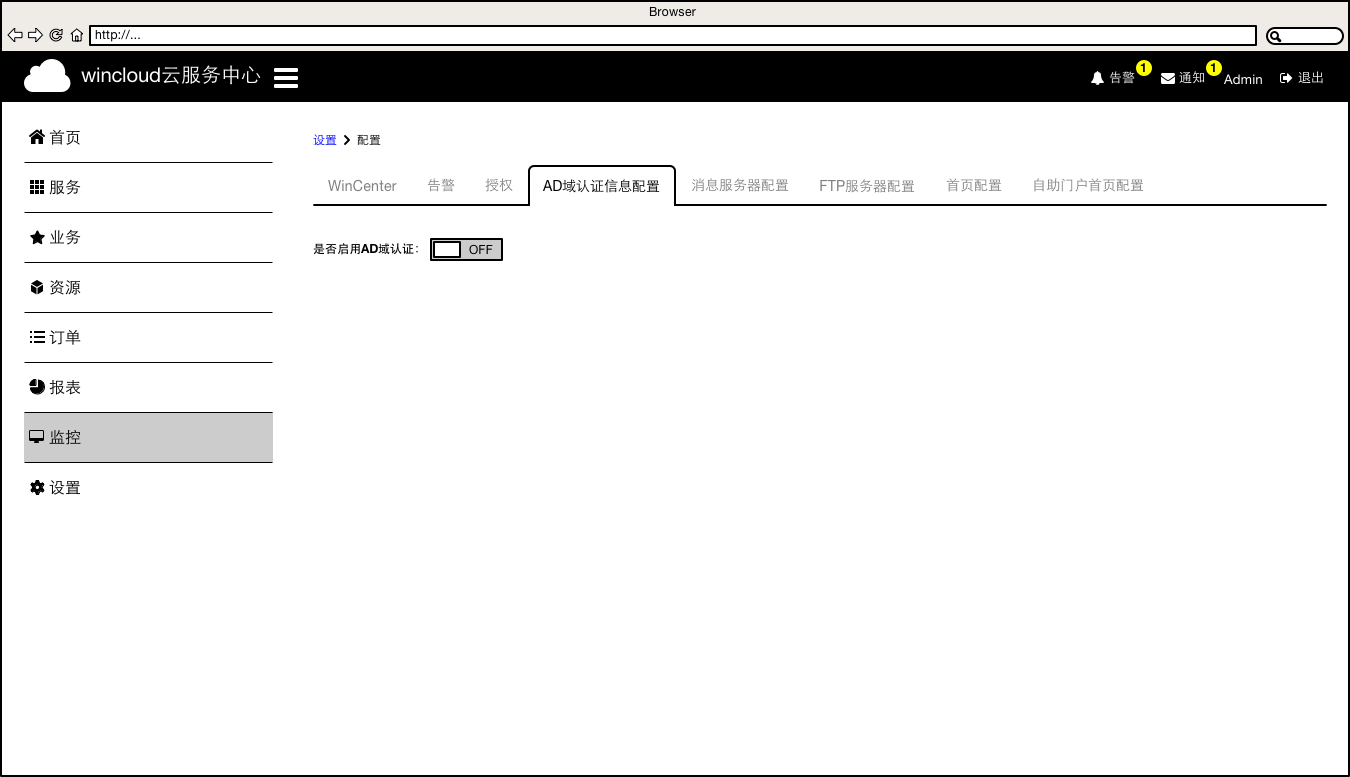 Browser
http://...
wincloud云服务中心
告警 1 通知 1 Admin 退出
首页
服务
业务
资源
订单
报表
监控
设置
设置 配置
WinCenter 告警 授权 AD域认证信息配置 消息服务器配置 FTP服务器配置 首页配置 自助门户首页配置
是否启用AD域认证： OFF